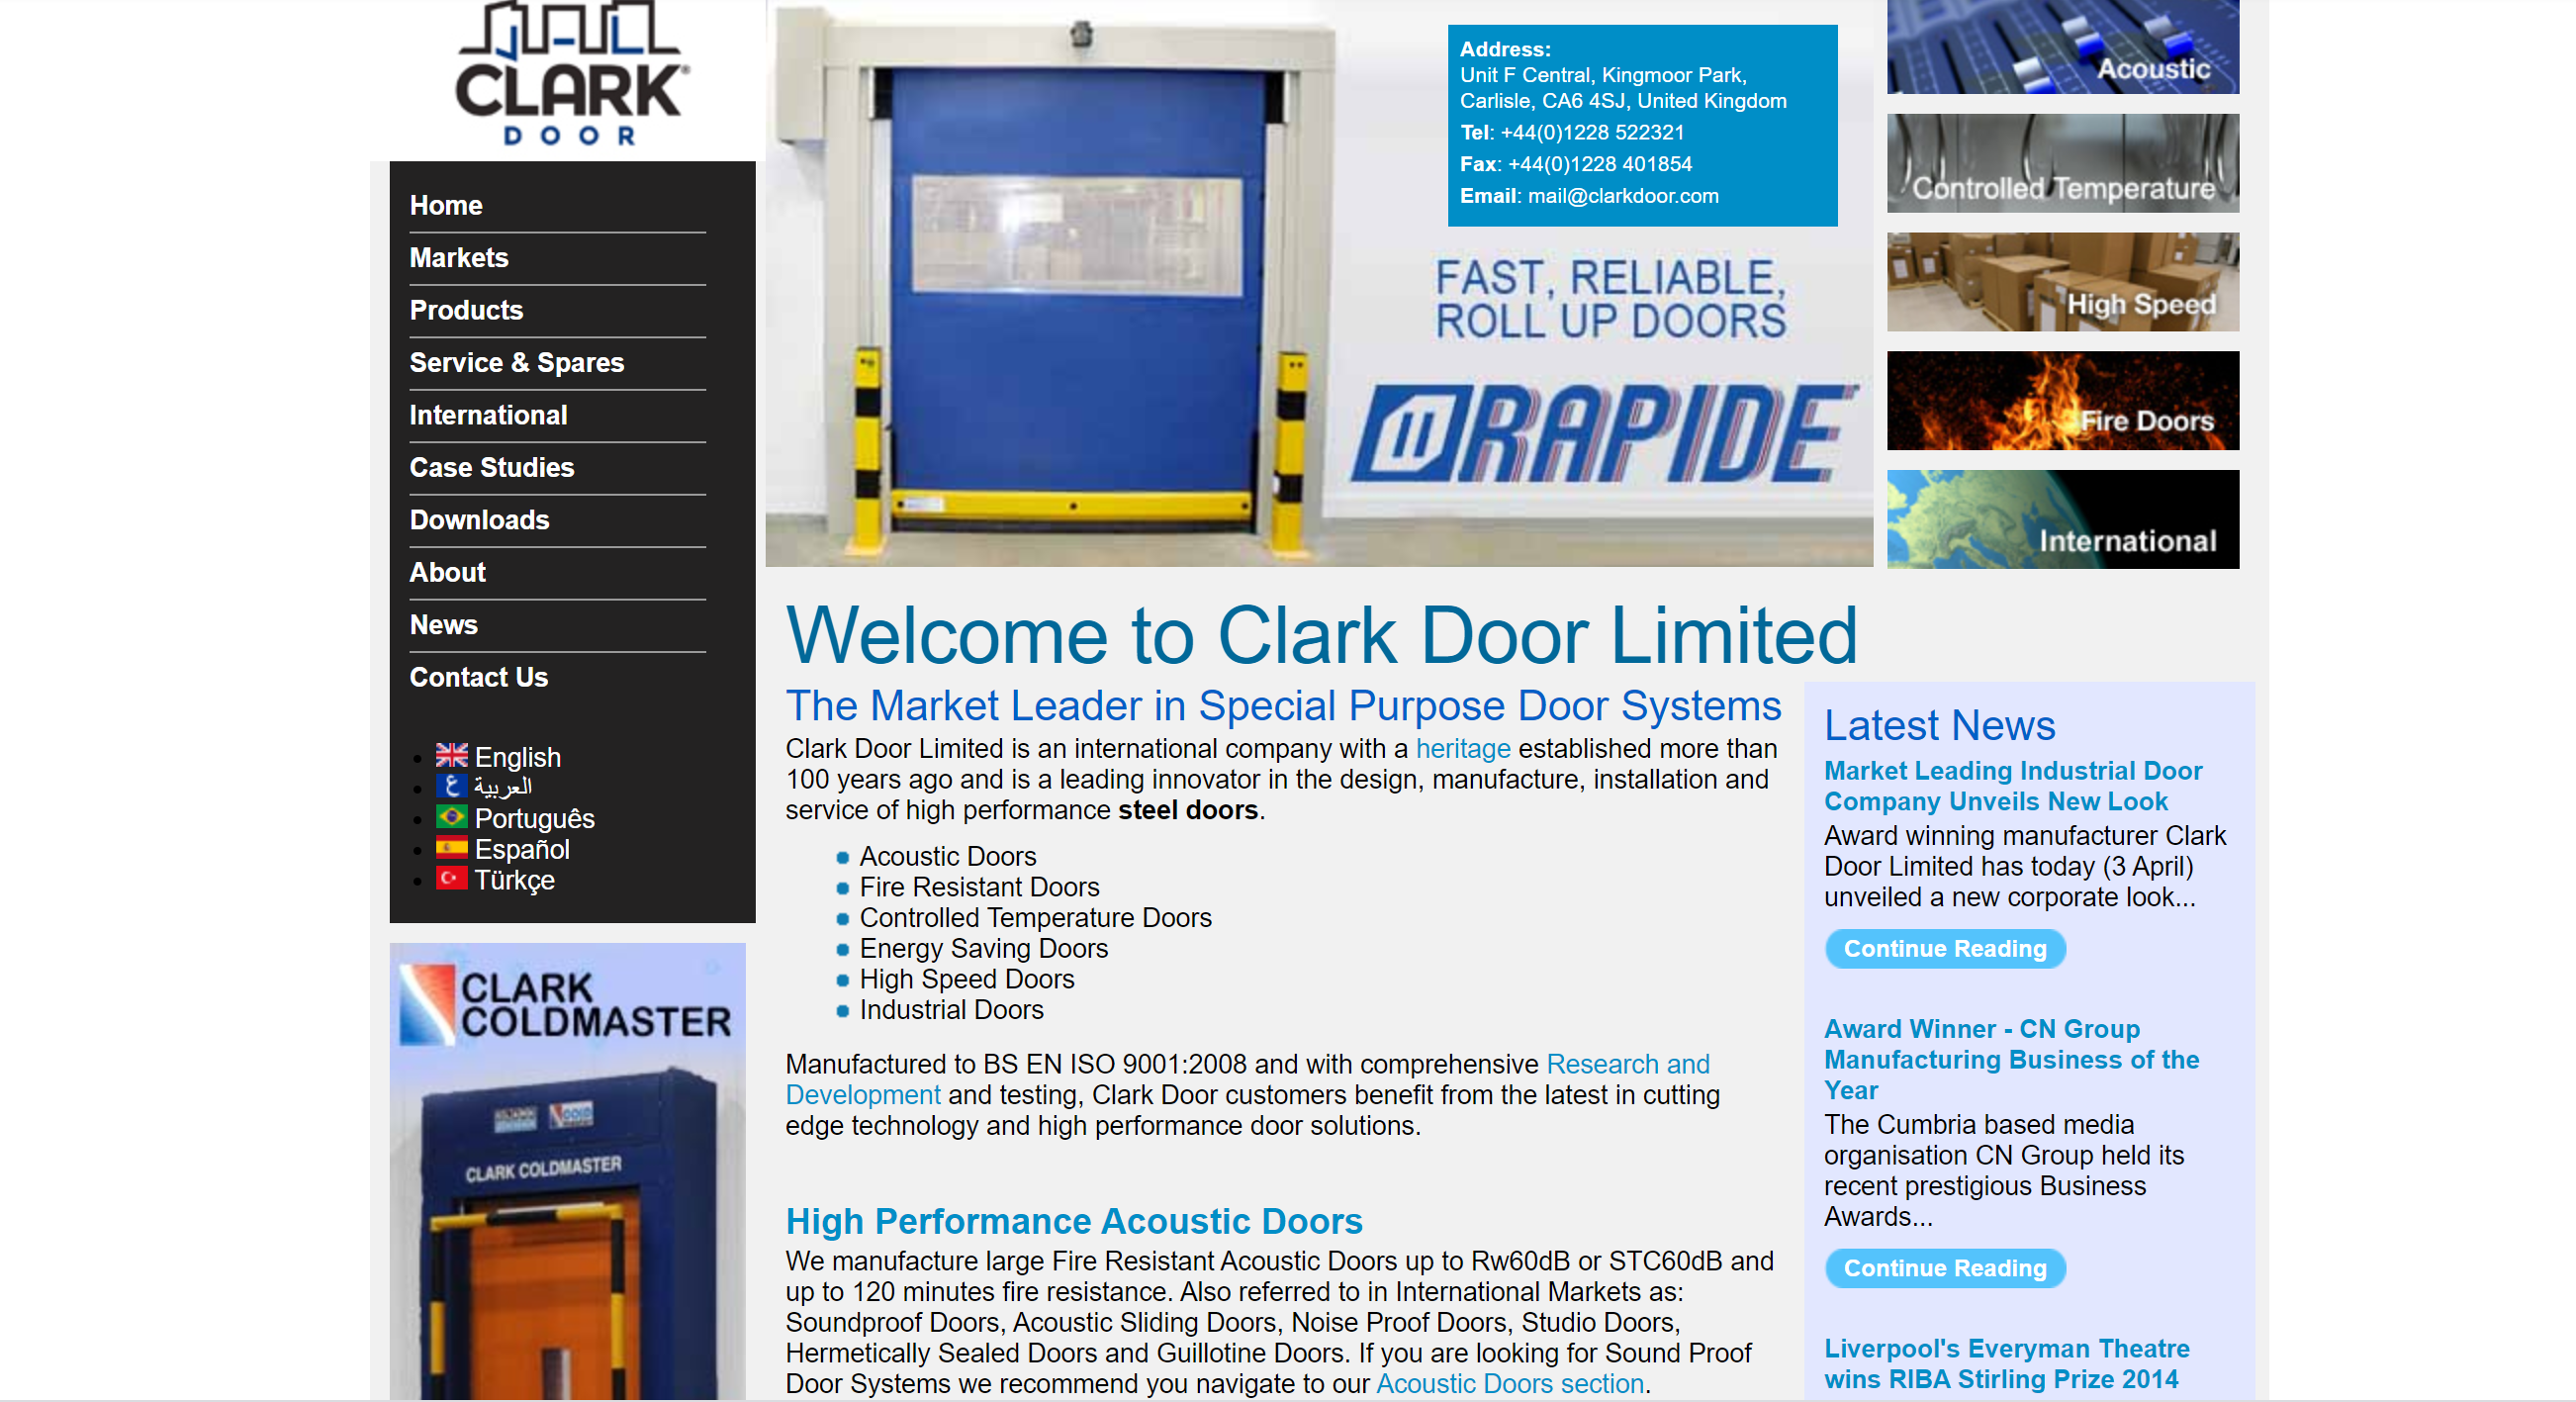 CLARK®
DOOR
Home
Markets
Products
Service & Spares
International
Case Studies
Downloads
About
News
Contact Us
English
العربية
Português
Español
Türkçe
CLARK
COLDMASTER
CLARK COLDMASTER
Address:
Unit F Central, Kingmoor Park,
Carlisle, CA6 4SJ, United Kingdom
Tel: +44(0)1228 522321
Fax: +44(0)1228 401854
Email: mail@clarkdoor.com
FAST, RELIABLE,
ROLL UP DOORS
RAPIDE
Acoustic
Controlled Temperature
High Speed
Fire Doors
International
Welcome to Clark Door Limited
The Market Leader in Special Purpose Door Systems
Clark Door Limited is an international company with a heritage established more than
100 years ago and is a leading innovator in the design, manufacture, installation and
service of high performance steel doors.
Acoustic Doors
Fire Resistant Doors
Controlled Temperature Doors
Energy Saving Doors
High Speed Doors
Industrial Doors
Manufactured to BS EN ISO 9001:2008 and with comprehensive Research and
Development and testing, Clark Door customers benefit from the latest in cutting
edge technology and high performance door solutions.
High Performance Acoustic Doors
We manufacture large Fire Resistant Acoustic Doors up to Rw60dB or STC60dB and
up to 120 minutes fire resistance. Also referred to in International Markets as:
Soundproof Doors, Acoustic Sliding Doors, Noise Proof Doors, Studio Doors,
Hermetically Sealed Doors and Guillotine Doors. If you are looking for Sound Proof
Door Systems we recommend you navigate to our Acoustic Doors section.
Latest News
Market Leading Industrial Door
Company Unveils New Look
Award winning manufacturer Clark
Door Limited has today (3 April)
unveiled a new corporate look...
Continue Reading
Award Winner - CN Group
Manufacturing Business of the
Year
The Cumbria based media
organisation CN Group held its
recent prestigious Business
Awards...
Continue Reading
Liverpool's Everyman Theatre
wins RIBA Stirling Prize 2014